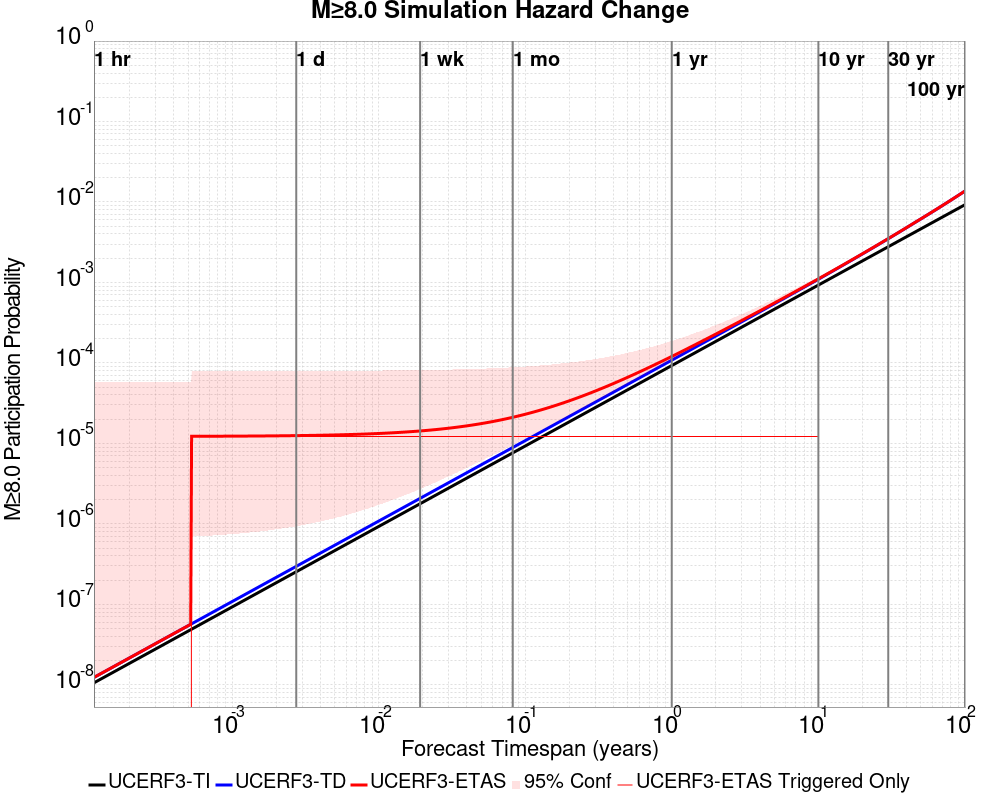 M≥8.0 Simulation Hazard Change
1 hr 1 d 1 wk 1 mo 1 yr 10 yr 30 yr
100 yr
10^0
10^-1
10^-2
10^-3
10^-4
10^-5
10^-6
10^-7
10^-8
M≥8.0 Participation Probability
10^-3 10^-2 10^-1 10^0 10^1 10^2
Forecast Timespan (years)
UCERF3-TI UCERF3-TD UCERF3-ETAS 95% Conf UCERF3-ETAS Triggered Only